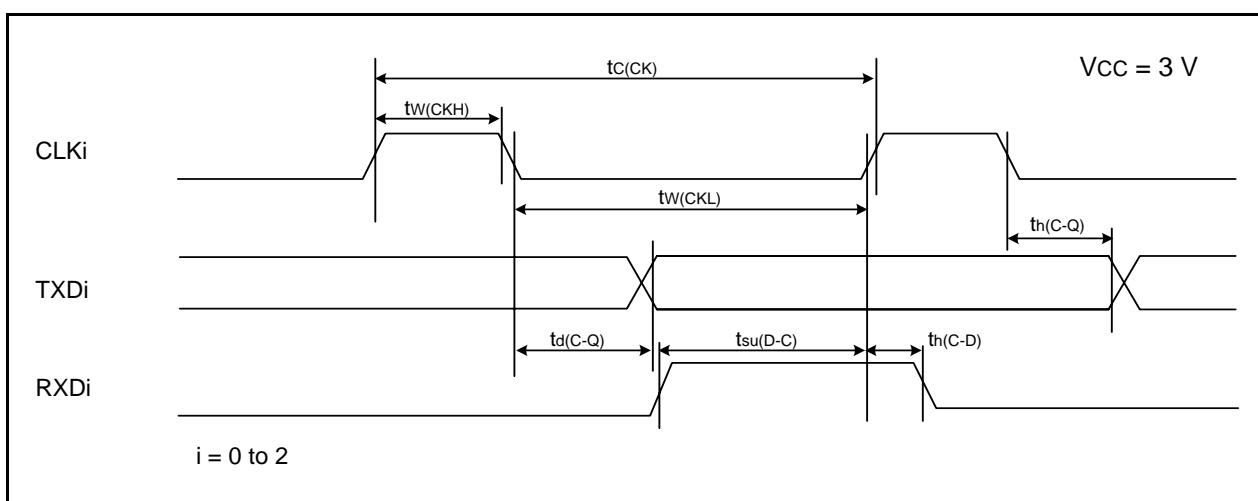 tC(CK)
VCC = 3 V
tW(CKH)
CLKi
tW(CKL)
th(C-Q)
TXDi
td(C-Q)
tsu(D-C)
th(C-D)
RXDi
i = 0 to 2